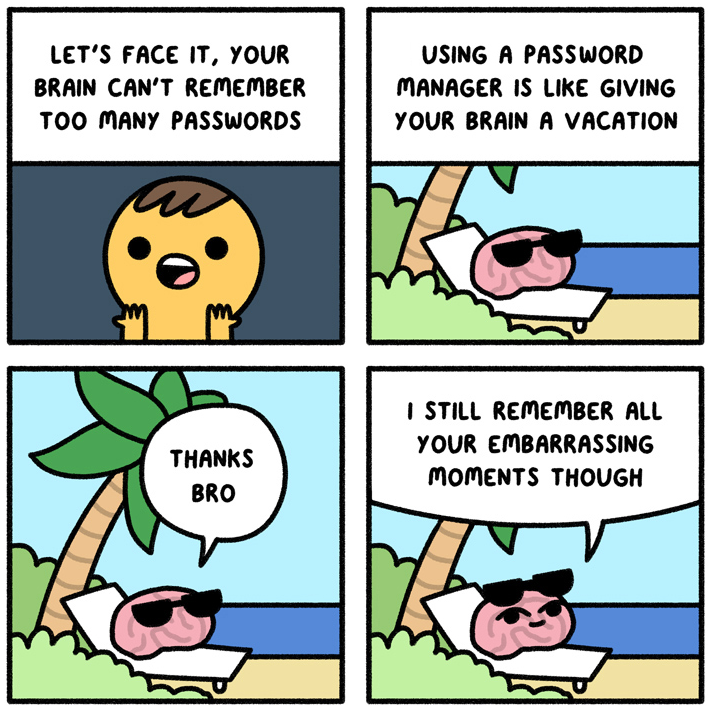 LET'S FACE IT, YOUR
BRAIN CAN'T REMEMBER
TOO MANY PASSWORDS
USING A PASSWORD
MANAGER IS LIKE GIVING
YOUR BRAIN A VACATION
THANKS
BRO
I STILL REMEMBER ALL
YOUR EMBARRASSING
MOMENTS THOUGH